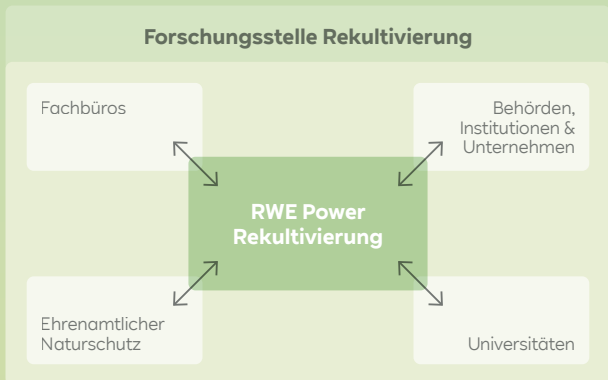 Forschungsstelle Rekultivierung
Fachbüros
Behörden,
Institutionen &
Unternehmen
RWE Power
Rekultivierung
Ehrenamtlicher
Naturschutz
Universitäten